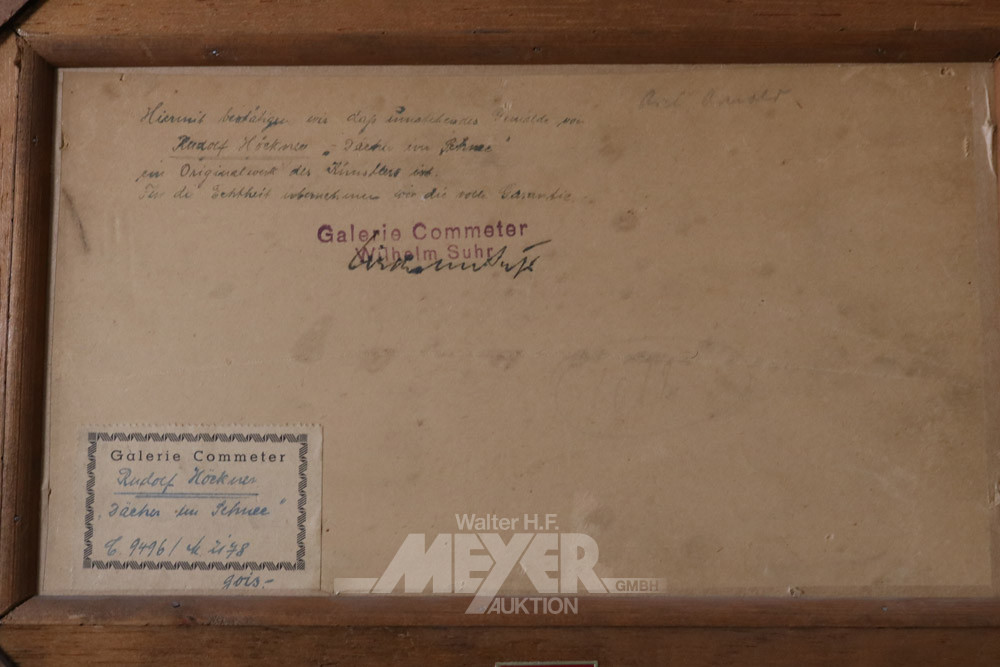 Hiermit bestätigen wir daß umstehendes Gemälde von
Rudolf Höckner „Dächer im Schnee"
ein Originalwerk des Künstlers ist.
Für die Echtheit übernehmen wir die volle Garantie
Galerie Commeter
Wilhelm Suhr
Galerie Commeter
Rudolf Höckner
„Dächer im Schnee"
C. 9496/
Walter H.F.
MEYER
GMBH
AUKTION